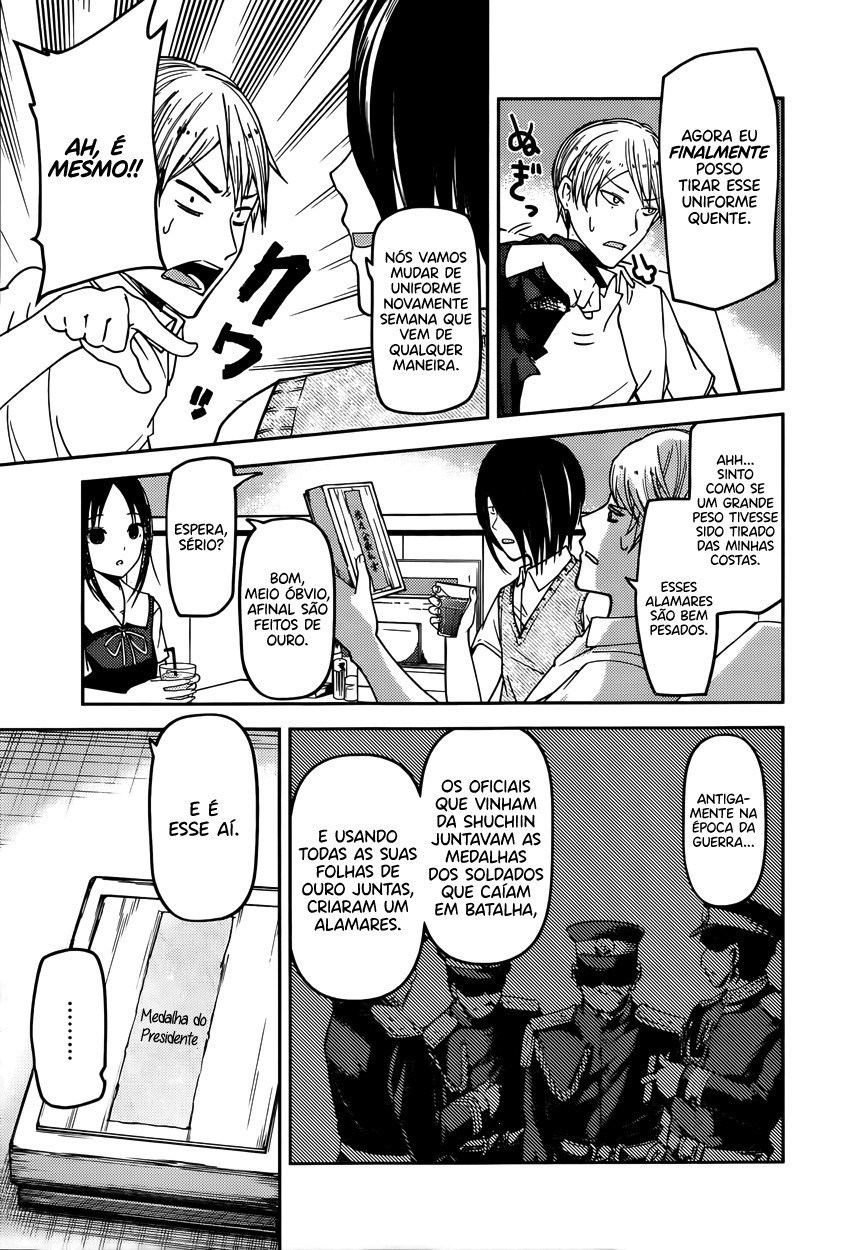 AGORA EU
FINALMENTE
POSSO
TIRAR ESSE
UNIFORME
QUENTE.
ぬぎっ
NÓS VAMOS
MUDAR DE
UNIFORME
NOVAMENTE
SEMANA QUE
VEM DE
QUALQUER
MANEIRA.
AH, É
MESMO!!
クワッ!!
AHH...
SINTO
COMO SE
UM GRANDE
PESO TIVESSE
SIDO TIRADO
DAS MINHAS
COSTAS.
ESSES
ALAMARES
SÃO BEM
PESADOS.
BOM,
MEIO ÓBVIO,
AFINAL SÃO
FEITOS DE
OURO.
ESPERA,
SÉRIO?
ANTIGA-
MENTE NA
ÉPOCA DA
GUERRA...
OS OFICIAIS
QUE VINHAM
DA SHUCHIIN
JUNTAVAM AS
MEDALHAS
DOS SOLDADOS
QUE CAÍAM
EM BATALHA,
E USANDO
TODAS AS SUAS
FOLHAS DE
OURO JUNTAS,
CRIARAM UM
ALAMARES.
E É
ESSE AÍ.
Medalha do
Presidente
.........